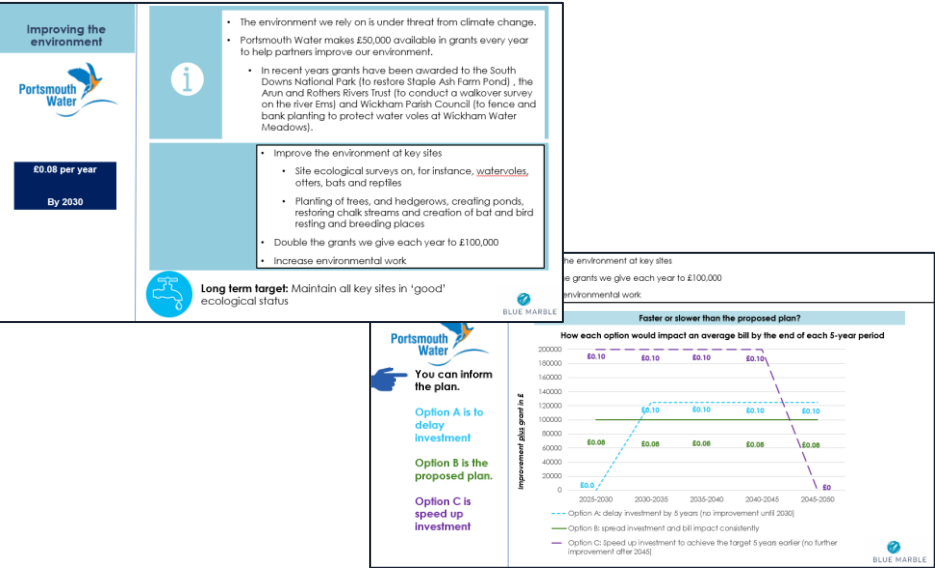 Improving the
environment
Portsmouth
Water
£0.08 per year
By 2030
• The environment we rely on is under threat from climate change.
• Portsmouth Water makes £50,000 available in grants every year
to help partners improve our environment.
• In recent years grants have been awarded to the South
Downs National Park (to restore Staple Ash Farm Pond) , the
Arun and Rothers Rivers Trust (to conduct a walkover survey
on the river Ems) and Wickham Parish Council (to fence and
bank planting to protect water voles at Wickham Water
Meadows).
i
• Improve the environment at key sites
• Site ecological surveys on, for instance, watervoles,
otters, bats and reptiles
• Planting of trees, and hedgerows, creating ponds,
restoring chalk streams and creation of bat and bird
resting and breeding places
• Double the grants we give each year to £100,000
• Increase environmental work
Long term target: Maintain all key sites in ‘good’
ecological status
BLUE MARBLE
he environment at key sites
e grants we give each year to £100,000
environmental work
Faster or slower than the proposed plan?
How each option would impact an average bill by the end of each 5-year period
Portsmouth
Water
You can inform
the plan.
Option A is to
delay
investment
Option B is the
proposed plan.
Option C is
speed up
investment
Improvement plus grant in £
200000
180000
160000
140000
120000
100000
80000
60000
40000
20000
0
£0.10 £0.10 £0.10 £0.10
£0.10 £0.10 £0.10 £0.10
£0.08 £0.08 £0.08 £0.08 £0.08
£0.0 £0
2025-2030 2030-2035 2035-2040 2040-2045 2045-2050
Option A: delay investment by 5 years (no improvement until 2030)
Option B: spread investment and bill impact consistently
Option C: Speed up investment to achieve the target 5 years earlier (no further
improvement after 2045)
BLUE MARBLE